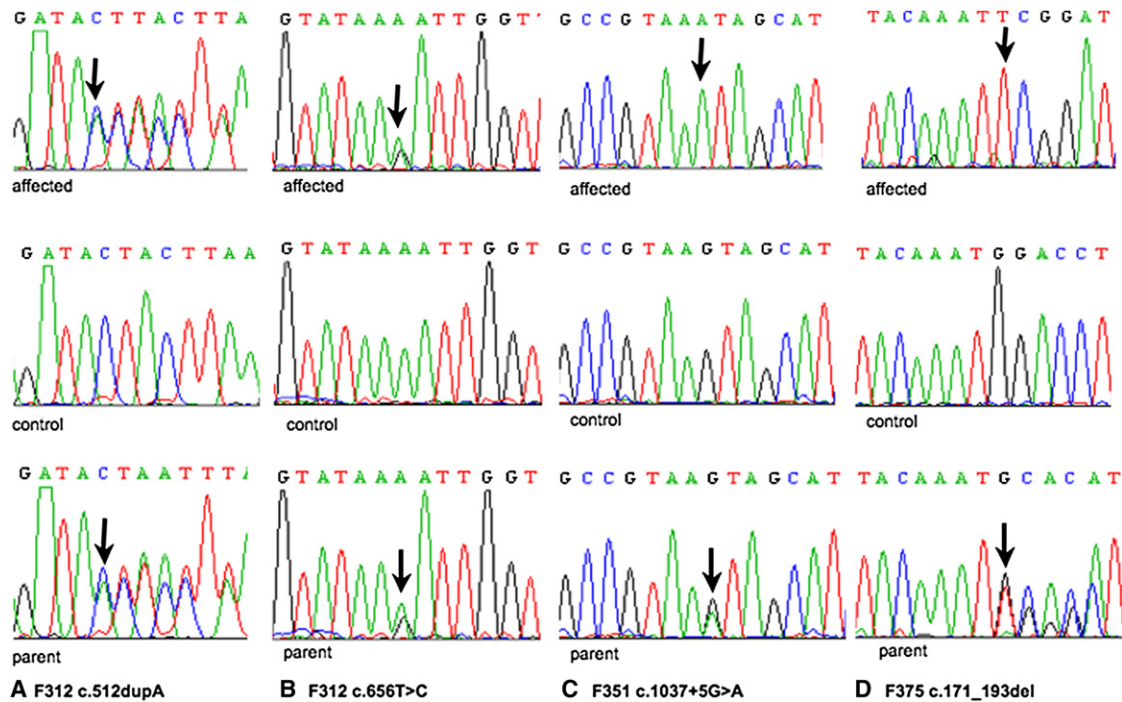 GATACTTACTTA
GTATAAAATTGGT
GCCGTAAATAGCAT
TACAAATTCGGAT
affected
affected
affected
affected
GATACTACTTAA
GTATAAAATTGGT
GCCGTAAGTAGCAT
TACAAATGGACCT
control
control
control
control
GATACTAATTTA
GTATAAAATTGGT
GCCGTAAGTAGCAT
TACAAATGCACAT
parent
parent
parent
parent
A F312 c.512dupA
B F312 c.656T>C
C F351 c.1037+5G>A
D F375 c.171_193del